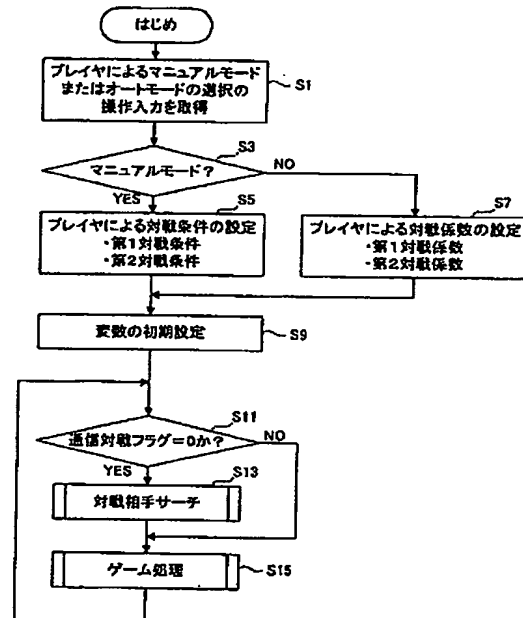 はじめ
プレイヤによるマニュアルモード
またはオートモードの選択の
操作入力を取得
S1
S3
マニュアルモード?
NO
YES
S5
プレイヤによる対戦条件の設定
・第1対戦条件
・第2対戦条件
S7
プレイヤによる対戦係数の設定
・第1対戦係数
・第2対戦係数
変数の初期設定
S9
S11
通信対戦フラグ=0か?
NO
YES
S13
対戦相手サーチ
ゲーム処理
S15